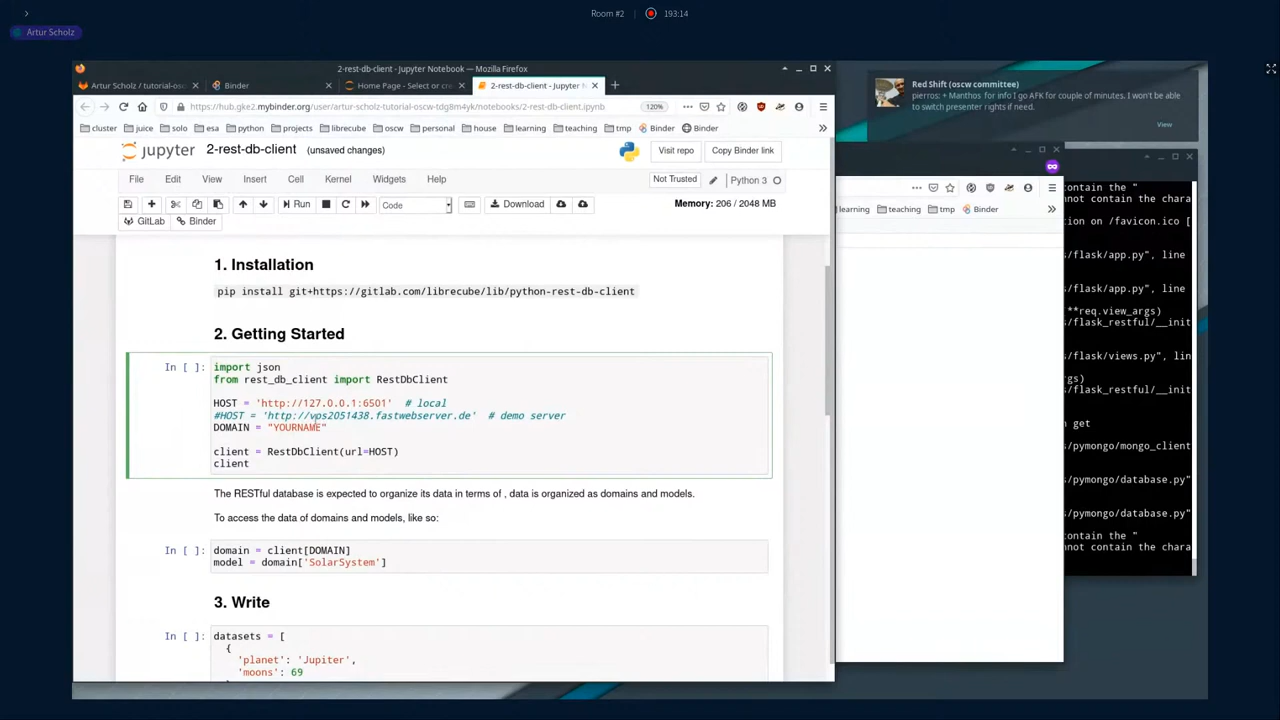 Room #2
193:14
Artur Scholz
2-rest-db-client - Jupyter Notebook — Mozilla Firefox
Artur Scholz / tutorial-os
Binder
Home Page - Select or cre
2-rest-db-client - Jupyter N
https://hub.gke2.mybinder.org/user/artur-scholz-tutorial-oscw-tdg8m4yk/notebooks/2-rest-db-client.ipynb
120%
cluster juice solo esa python projects librecube oscw personal house learning teaching tmp Binder Binder
jupyter 2-rest-db-client (unsaved changes)
Visit repo
Copy Binder link
File Edit View Insert Cell Kernel Widgets Help
Not Trusted
Python 3
Run
Code
Download
Memory: 206 / 2048 MB
GitLab
Binder
1. Installation
pip install git+https://gitlab.com/librecube/lib/python-rest-db-client
2. Getting Started
In [ ]: import json
from rest_db_client import RestDbClient
HOST = 'http://127.0.0.1:6501' # local
#HOST = 'http://vps2051438.fastwebserver.de' # demo server
DOMAIN = "YOURNAME"
client = RestDbClient(url=HOST)
client
The RESTful database is expected to organize its data in terms of , data is organized as domains and models.
To access the data of domains and models, like so:
In [ ]: domain = client[DOMAIN]
model = domain['SolarSystem']
3. Write
In [ ]: datasets = [
{
'planet': 'Jupiter',
'moons': 69
Red Shift (oscw committee)
pierros: + Manthos for info I go AFK for couple of minutes. I won't be
able to switch presenter rights if need.
View
learning teaching tmp Binder
contain the "
nnot contain the chara
tion on /favicon.ico [
s/flask/app.py", line
s/flask/app.py", line
**req.view_args)
s/flask_restful/__init
s/flask/views.py", lin
rgs)
s/flask_restful/__init
n get
s/pymongo/mongo_client
s/pymongo/database.py"
s/pymongo/database.py"
contain the "
nnot contain the chara